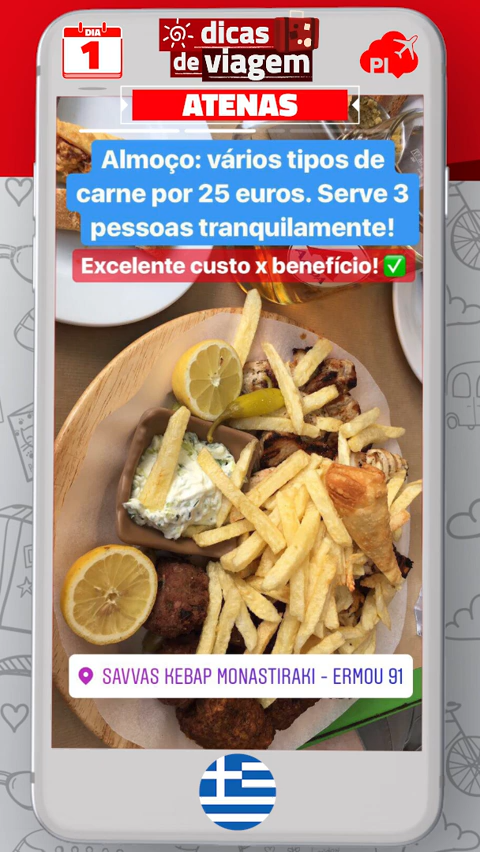 DIA
1
dicas
de viagem
PI
ATENAS
Almoço: vários tipos de
carne por 25 euros. Serve 3
pessoas tranquilamente!
Excelente custo x benefício! ✅
SAVVAS KEBAP MONASTIRAKI - ERMOU 91